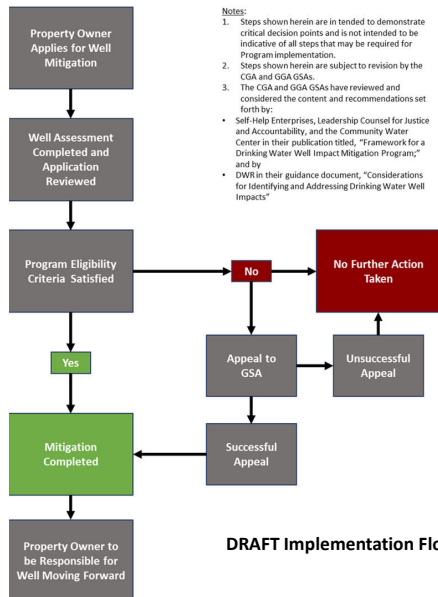 Property Owner
Applies for Well
Mitigation
Notes:
1. Steps shown herein are in tended to demonstrate
critical decision points and is not intended to be
indicative of all steps that may be required for
Program implementation.
2. Steps shown herein are subject to revision by the
CGA and GGA GSAs.
3. The CGA and GGA GSAs have reviewed and
considered the content and recommendations set
forth by:
• Self-Help Enterprises, Leadership Counsel for Justice
and Accountability, and the Community Water
Center in their publication titled, "Framework for a
Drinking Water Well Impact Mitigation Program;"
and by
• DWR in their guidance document, "Considerations
for Identifying and Addressing Drinking Water Well
Impacts"
Well Assessment
Completed and
Application
Reviewed
Program Eligibility
Criteria Satisfied
No
No Further Action
Taken
Yes
Appeal to
GSA
Unsuccessful
Appeal
Mitigation
Completed
Successful
Appeal
Property Owner to
be Responsible for
Well Moving Forward
DRAFT Implementation Flo